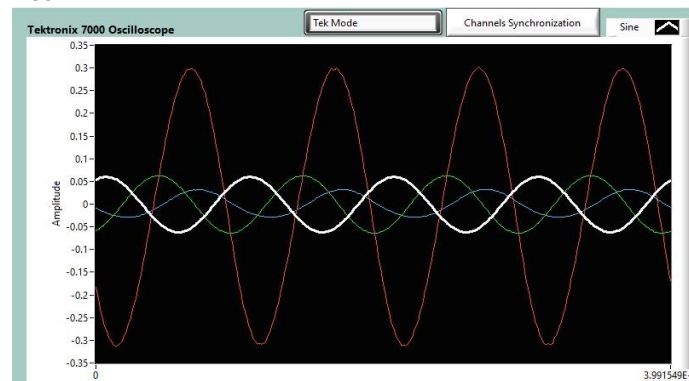 Tektronix 7000 Oscilloscope
Tek Mode
Channels Synchronization
Sine
Amplitude
0.35
0.3
0.25
0.2
0.15
0.1
0.05
0
-0.05
-0.1
-0.15
-0.2
-0.25
-0.3
-0.35
0
3.991549E-